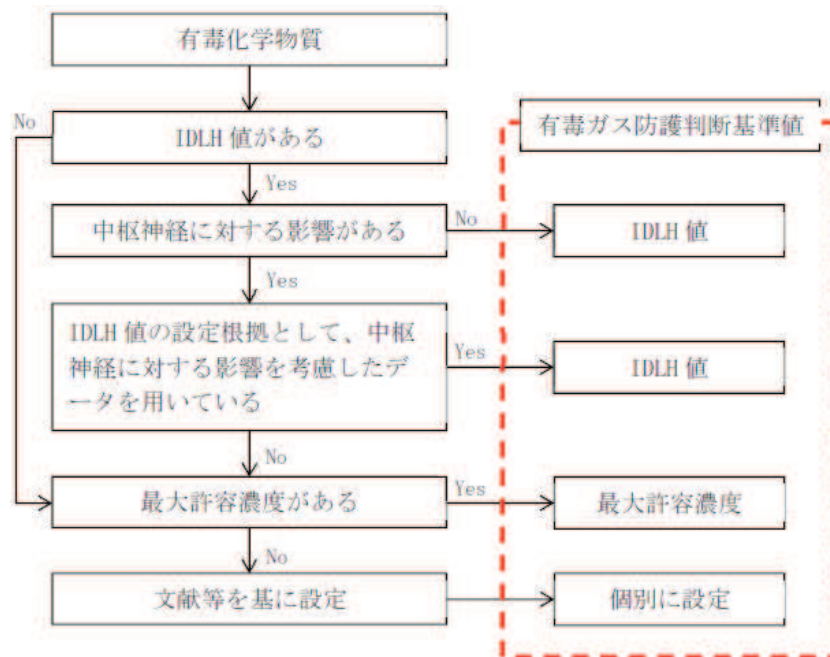 有毒化学物質
No
IDLH 値がある
有毒ガス防護判断基準値
Yes
中枢神経に対する影響がある
No
IDLH 値
Yes
IDLH 値の設定根拠として、中枢
神経に対する影響を考慮したデ
ータを用いている
Yes
IDLH 値
No
最大許容濃度がある
Yes
最大許容濃度
No
文献等を基に設定
個別に設定